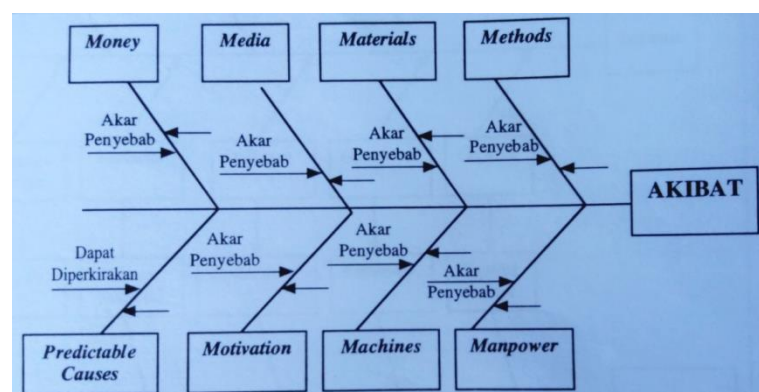 Money
Media
Materials
Methods
Akar
Penyebab
Akar
Penyebab
Akar
Penyebab
Akar
Penyebab
AKIBAT
Dapat
Diperkirakan
Akar
Penyebab
Akar
Penyebab
Akar
Penyebab
Predictable
Causes
Motivation
Machines
Manpower